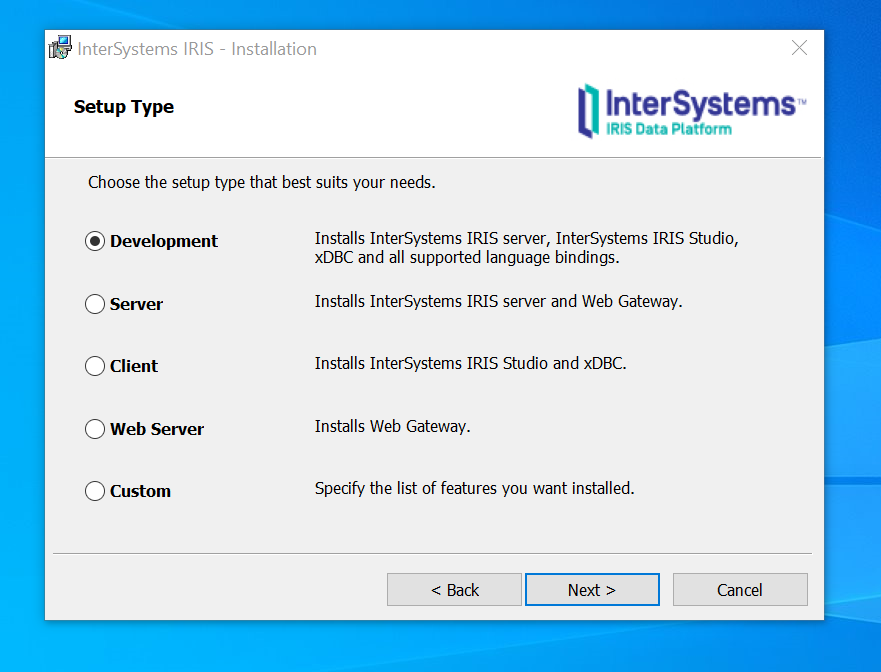 InterSystems IRIS - Installation
Setup Type
InterSystems™
IRIS Data Platform
Choose the setup type that best suits your needs.
Development
Installs InterSystems IRIS server, InterSystems IRIS Studio,
xDBC and all supported language bindings.
Server
Installs InterSystems IRIS server and Web Gateway.
Client
Installs InterSystems IRIS Studio and xDBC.
Web Server
Installs Web Gateway.
Custom
Specify the list of features you want installed.
< Back
Next >
Cancel